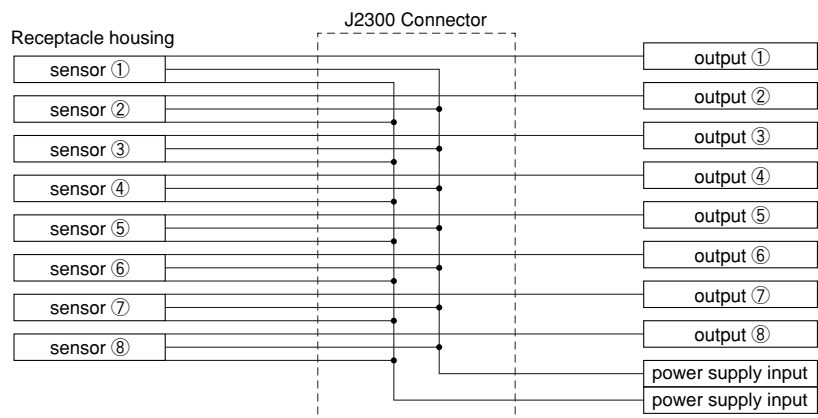 J2300 Connector
Receptacle housing
sensor ①
output ①
sensor ②
output ②
sensor ③
output ③
sensor ④
output ④
sensor ⑤
output ⑤
sensor ⑥
output ⑥
sensor ⑦
output ⑦
sensor ⑧
output ⑧
power supply input
power supply input